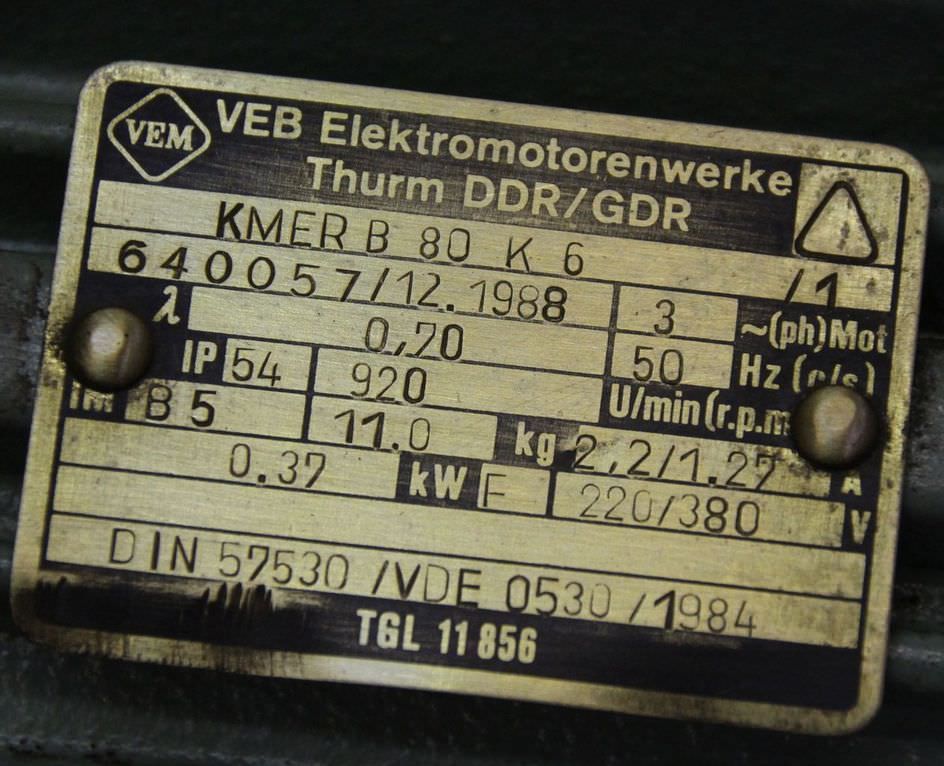 VEM VEB Elektromotorenwerke
Thurm DDR/GDR
KMER B 80 K 6 /1
640057/12.1988 3 ~(ph)Mot
λ 0,70 50 Hz (c/s)
IP 54 920 U/min(r.p.m
IM B 5 11.0 kg 2,2/1.27 A
0.37 kW F 220/380 V
DIN 57530 /VDE 0530 /1984
TGL 11 856